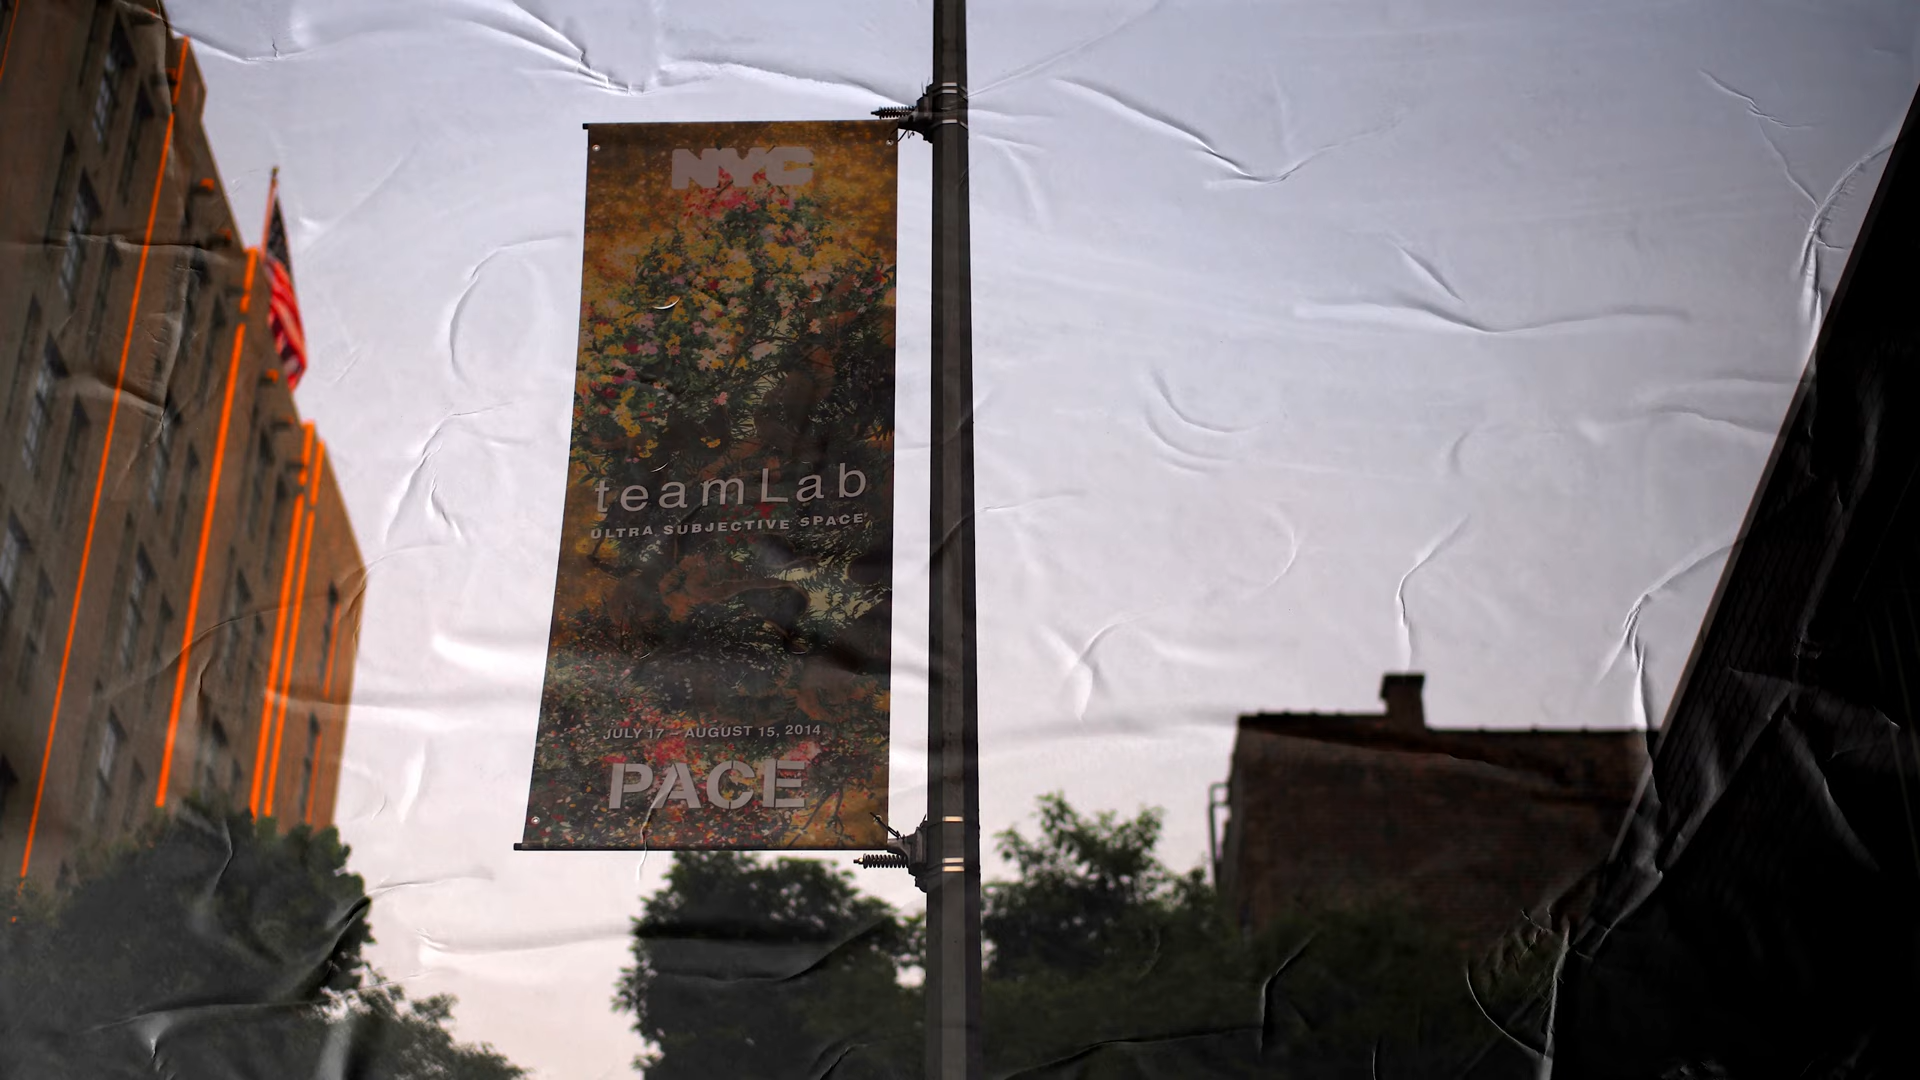 NYC
teamLab
ULTRA SUBJECTIVE SPACE
JULY 17 – AUGUST 15, 2014
PACE